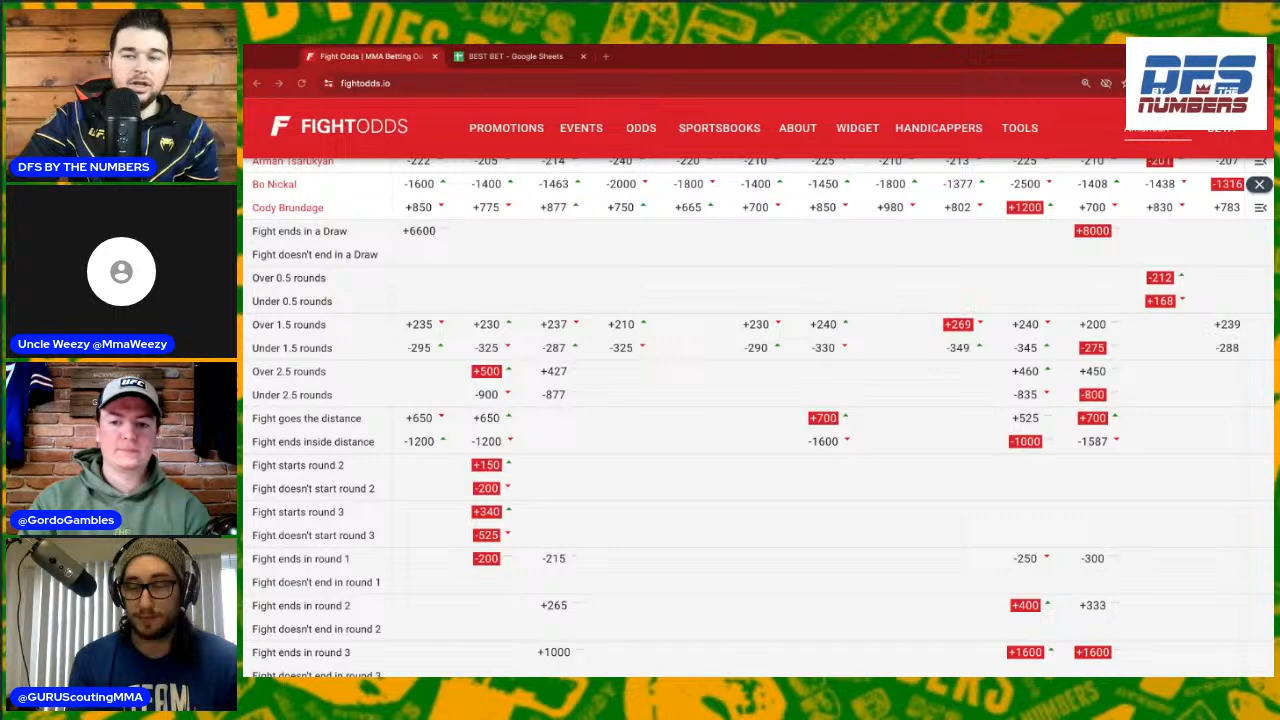 DFS BY THE NUMBERS
Uncle Weezy @MmaWeezy
UFC
@GordoGambles
@GURUScoutingMMA
TEAM
Fight Odds | MMA Betting Od
BEST BET - Google Sheets
fightodds.io
DFS
BY THE
NUMBERS
FIGHTODDS
PROMOTIONS EVENTS ODDS SPORTSBOOKS ABOUT WIDGET HANDICAPPERS TOOLS
Arman Tsarukyan -222 -205 -214 -240 -220 -210 -225 -210 -213 -225 -210 -201 -207
Bo Nickal -1600 -1400 -1463 -2000 -1800 -1400 -1450 -1800 -1377 -2500 -1408 -1438 -1316
Cody Brundage +850 +775 +877 +750 +665 +700 +850 +980 +802 +1200 +700 +830 +783
Fight ends in a Draw +6600 +8000
Fight doesn't end in a Draw
Over 0.5 rounds -212
Under 0.5 rounds +168
Over 1.5 rounds +235 +230 +237 +210 +230 +240 +269 +240 +200 +239
Under 1.5 rounds -295 -325 -287 -325 -290 -330 -349 -345 -275 -288
Over 2.5 rounds +500 +427 +460 +450
Under 2.5 rounds -900 -877 -835 -800
Fight goes the distance +650 +650 +700 +525 +700
Fight ends inside distance -1200 -1200 -1600 -1000 -1587
Fight starts round 2 +150
Fight doesn't start round 2 -200
Fight starts round 3 +340
Fight doesn't start round 3 -525
Fight ends in round 1 -200 -215 -250 -300
Fight doesn't end in round 1
Fight ends in round 2 +265 +400 +333
Fight doesn't end in round 2
Fight ends in round 3 +1000 +1600 +1600
Fight doesn't end in round 3